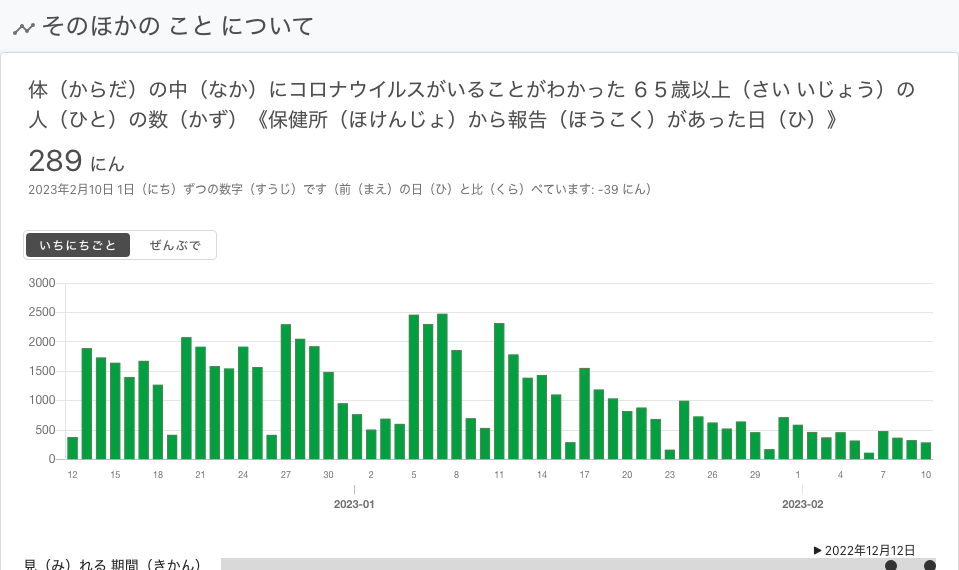 そのほかの こと について
体（からだ）の中（なか）にコロナウイルスがいることがわかった ６５歳以上（さい いじょう）の
人（ひと）の数（かず）《保健所（ほけんじょ）から報告（ほうこく）があった日（ひ）》
289 にん
2023年2月10日 1日（にち）ずつの数字（すうじ）です（前（まえ）の日（ひ）と比（くら）べています: -39 にん）
いちにちごと ぜんぶで
3000
2500
2000
1500
1000
500
0
12 15 18 21 24 27 30 2 5 8 11 14 17 20 23 26 29 1 4 7 10
2023-01 2023-02
▶ 2022年12月12日
見（み）れる 期間（きかん）